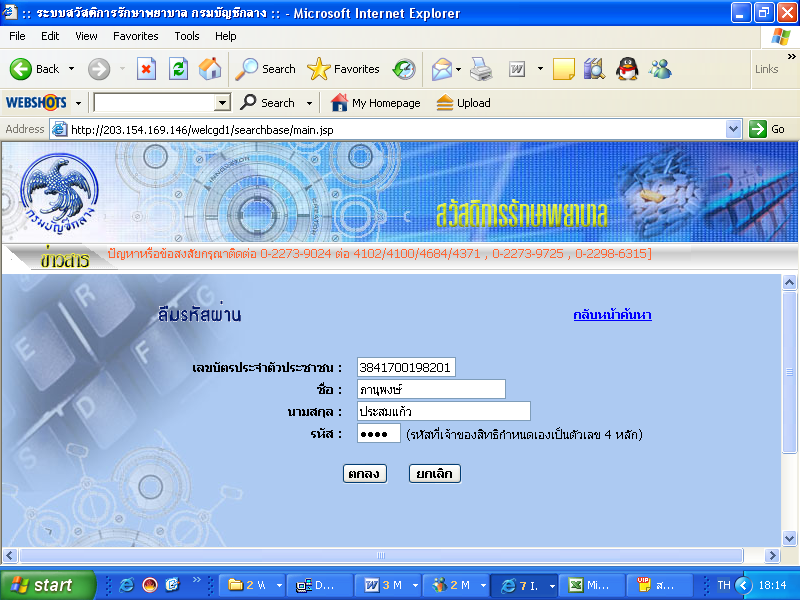 :: ระบบสวัสดิการรักษาพยาบาล กรมบัญชีกลาง :: - Microsoft Internet Explorer
File Edit View Favorites Tools Help
Back Search Favorites Links »
WEBSHOTS Search My Homepage Upload
Address http://203.154.169.146/welcgd1/searchbase/main.jsp Go
กรมบัญชีกลาง
สวัสดิการรักษาพยาบาล
ข่าวสาร ปัญหาหรือข้อสงสัยกรุณาติดต่อ 0-2273-9024 ต่อ 4102/4100/4684/4371 , 0-2273-9725 , 0-2298-6315]
ลืมรหัสผ่าน กลับหน้าค้นหา
เลขบัตรประจำตัวประชาชน : 3841700198201
ชื่อ : ภานุพงษ์
นามสกุล : ประสมแก้ว
รหัส : ●●●● (รหัสที่เจ้าของสิทธิกำหนดเองเป็นตัวเลข 4 หลัก)
ตกลง ยกเลิก
start » 2 V D... 3 M 2 M 7 I. Mi... ส... TH 18:14